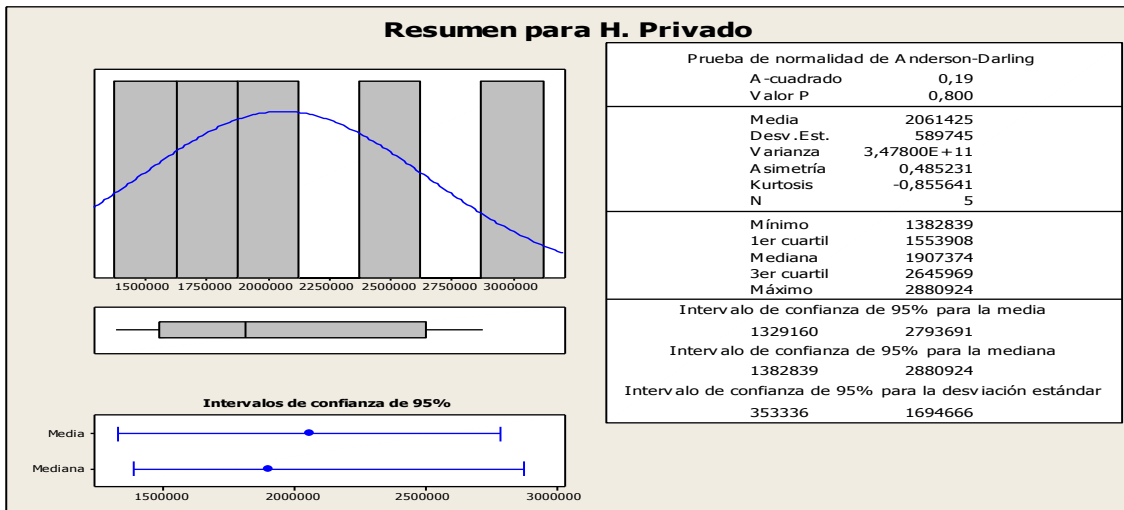 Resumen para H. Privado
1500000 1750000 2000000 2250000 2500000 2750000 3000000
Intervalos de confianza de 95%
Media
Mediana
1500000 2000000 2500000 3000000
Prueba de normalidad de Anderson-Darling
A-cuadrado 0,19
Valor P 0,800
Media 2061425
Desv.Est. 589745
Varianza 3,47800E+11
Asimetría 0,485231
Kurtosis -0,855641
N 5
Mínimo 1382839
1er cuartil 1553908
Mediana 1907374
3er cuartil 2645969
Máximo 2880924
Intervalo de confianza de 95% para la media
1329160 2793691
Intervalo de confianza de 95% para la mediana
1382839 2880924
Intervalo de confianza de 95% para la desviación estándar
353336 1694666